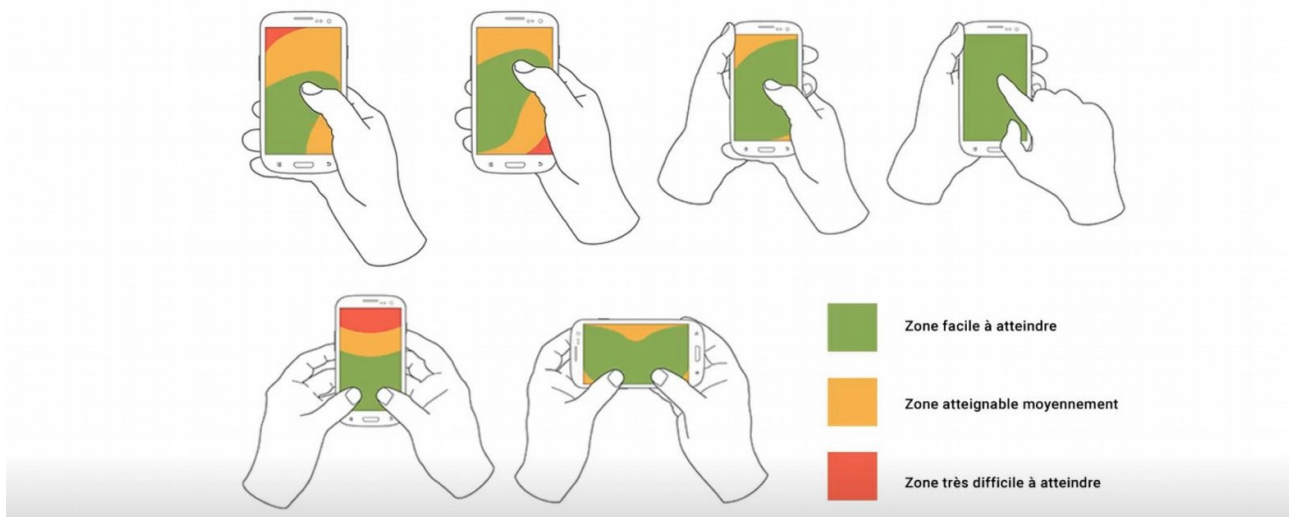 Zone facile à atteindre
Zone atteignable moyennement
Zone très difficile à atteindre